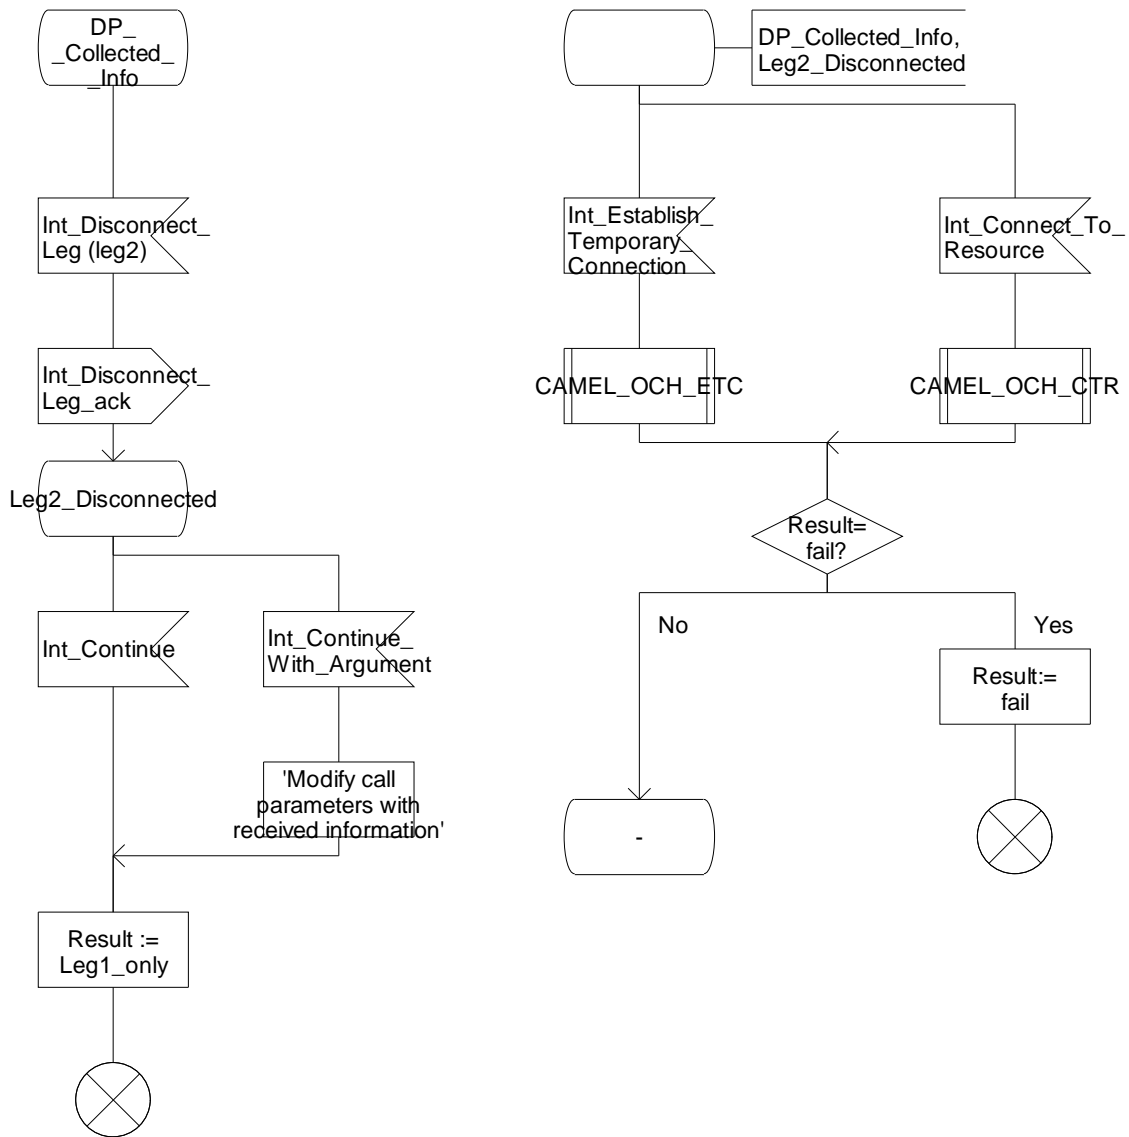 DP_
_Collected_
_Info
Int_Disconnect_
Leg (leg2)
Int_Disconnect_
Leg_ack
Leg2_Disconnected
Int_Continue
Int_Continue_
With_Argument
'Modify call
parameters with
received information'
Result :=
Leg1_only
DP_Collected_Info,
Leg2_Disconnected
Int_Establish_
Temporary_
Connection
Int_Connect_To_
Resource
CAMEL_OCH_ETC
CAMEL_OCH_CTR
Result=
fail?
No
Yes
Result:=
fail
-